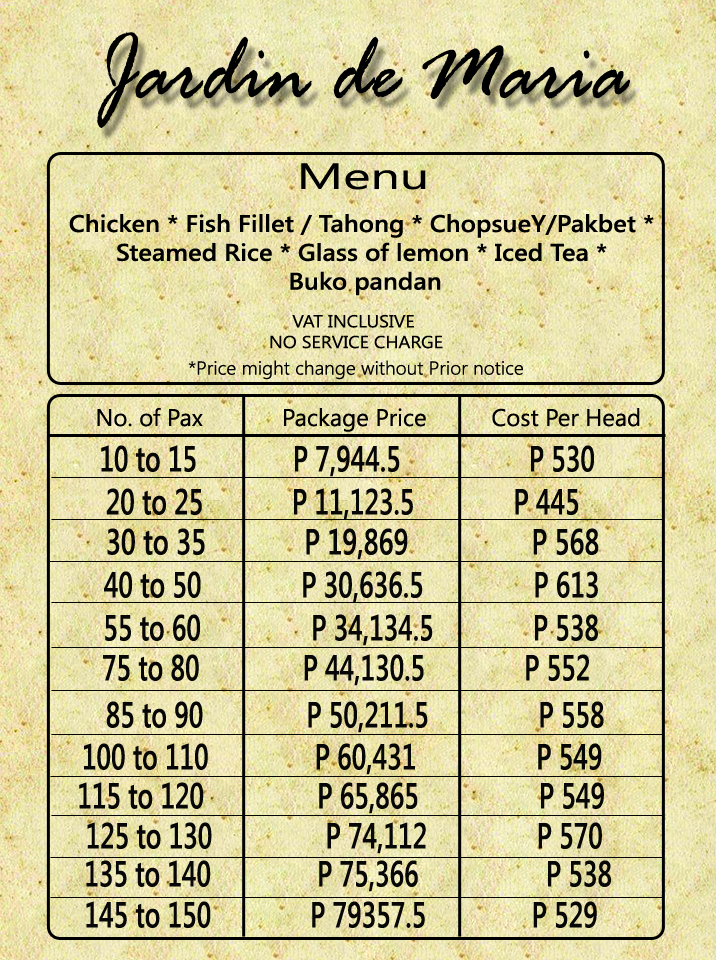 Jardin de Maria
Menu
Chicken * Fish Fillet / Tahong * ChopsueY/Pakbet *
Steamed Rice * Glass of lemon * Iced Tea *
Buko pandan
VAT INCLUSIVE
NO SERVICE CHARGE
*Price might change without Prior notice
No. of Pax Package Price Cost Per Head
10 to 15 P 7,944.5 P 530
20 to 25 P 11,123.5 P 445
30 to 35 P 19,869 P 568
40 to 50 P 30,636.5 P 613
55 to 60 P 34,134.5 P 538
75 to 80 P 44,130.5 P 552
85 to 90 P 50,211.5 P 558
100 to 110 P 60,431 P 549
115 to 120 P 65,865 P 549
125 to 130 P 74,112 P 570
135 to 140 P 75,366 P 538
145 to 150 P 79357.5 P 529